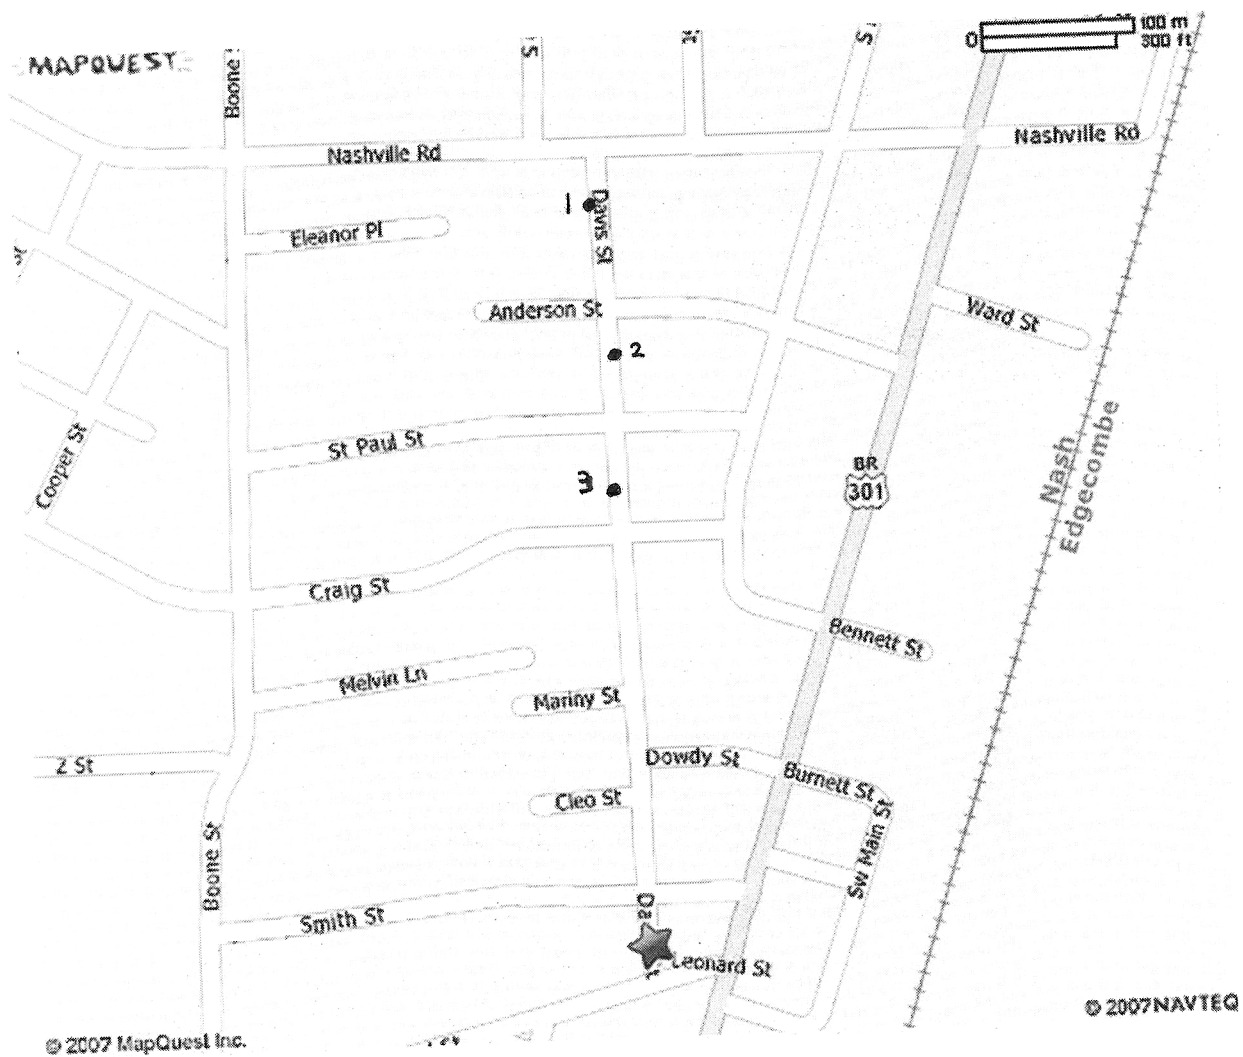 100 m
MAPQUEST
0
300 ft
Boone
S
S
Nashville Rd
Nashville Rd
1
Davis St
Eleanor Pl
Anderson St
Ward St
2
St Paul St
Cooper St
BR
301
3
Nash
Edgecombe
Craig St
Bennett St
Melvin Ln
Mariny St
Dowdy St
Z St
Burnett St
Cleo St
Boone St
Sw Main St
Smith St
Da
Leonard St
© 2007 NAVTEQ
© 2007 MapQuest Inc.